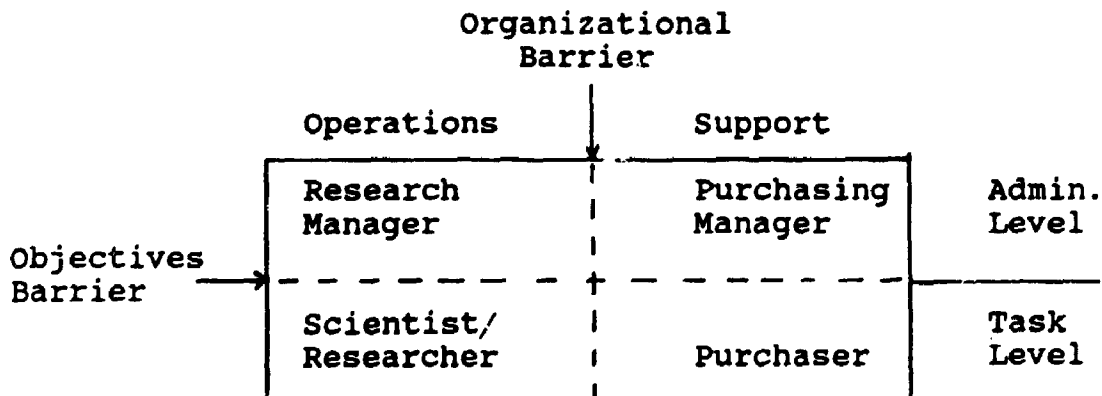 Organizational
Barrier
Operations Support
Research Purchasing Admin.
Manager Manager Level
Objectives
Barrier
Scientist/ Task
Researcher Purchaser Level